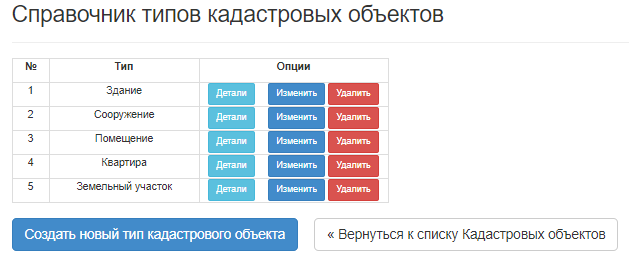 Справочник типов кадастровых объектов
№ Тип Опции
1 Здание Детали Изменить Удалить
2 Сооружение Детали Изменить Удалить
3 Помещение Детали Изменить Удалить
4 Квартира Детали Изменить Удалить
5 Земельный участок Детали Изменить Удалить
Создать новый тип кадастрового объекта « Вернуться к списку Кадастровых объектов